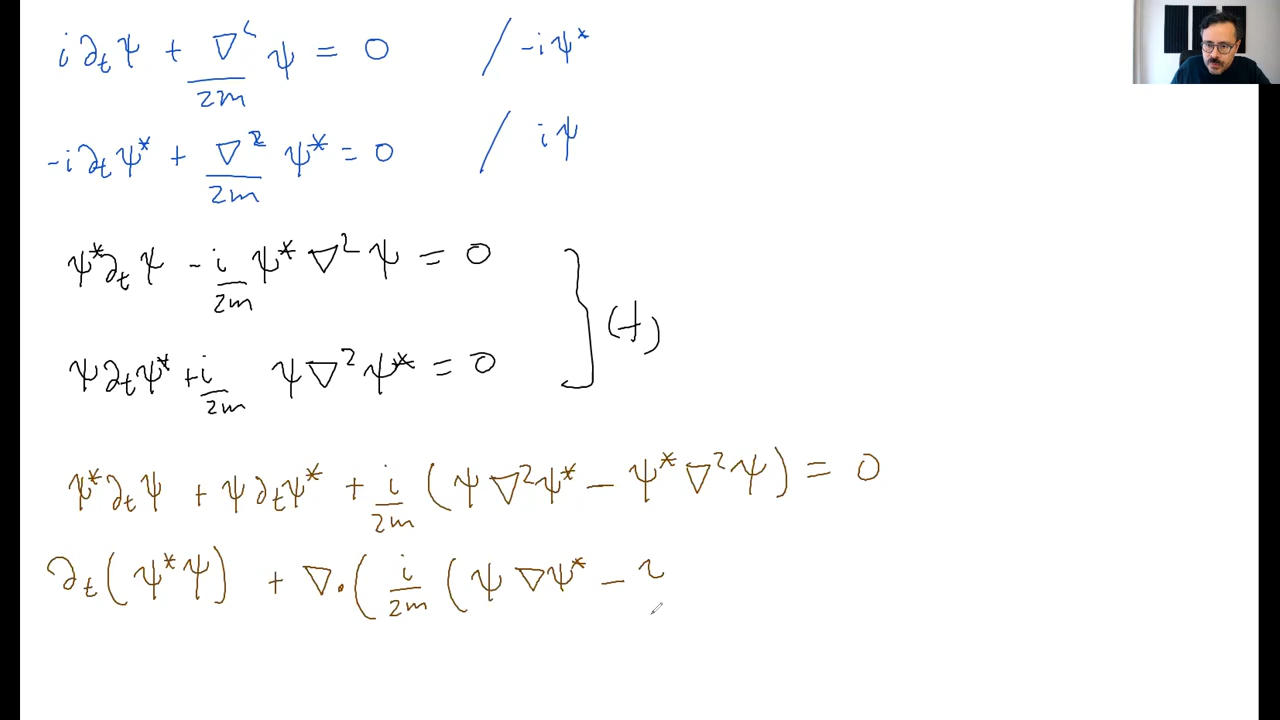 i ∂ₜψ + ∇²/2m ψ = 0 / -iψ*
-i ∂ₜψ* + ∇²/2m ψ* = 0 / iψ
ψ*∂ₜψ - i/2m ψ*∇²ψ = 0
(+)
ψ∂ₜψ* + i/2m ψ∇²ψ* = 0
ψ*∂ₜψ + ψ∂ₜψ* + i/2m (ψ∇²ψ* - ψ*∇²ψ) = 0
∂ₜ(ψ*ψ) + ∇·( i/2m (ψ∇ψ* -